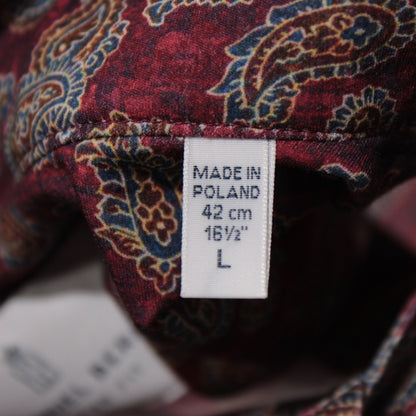 MADE IN
POLAND
42 cm
16½"
L